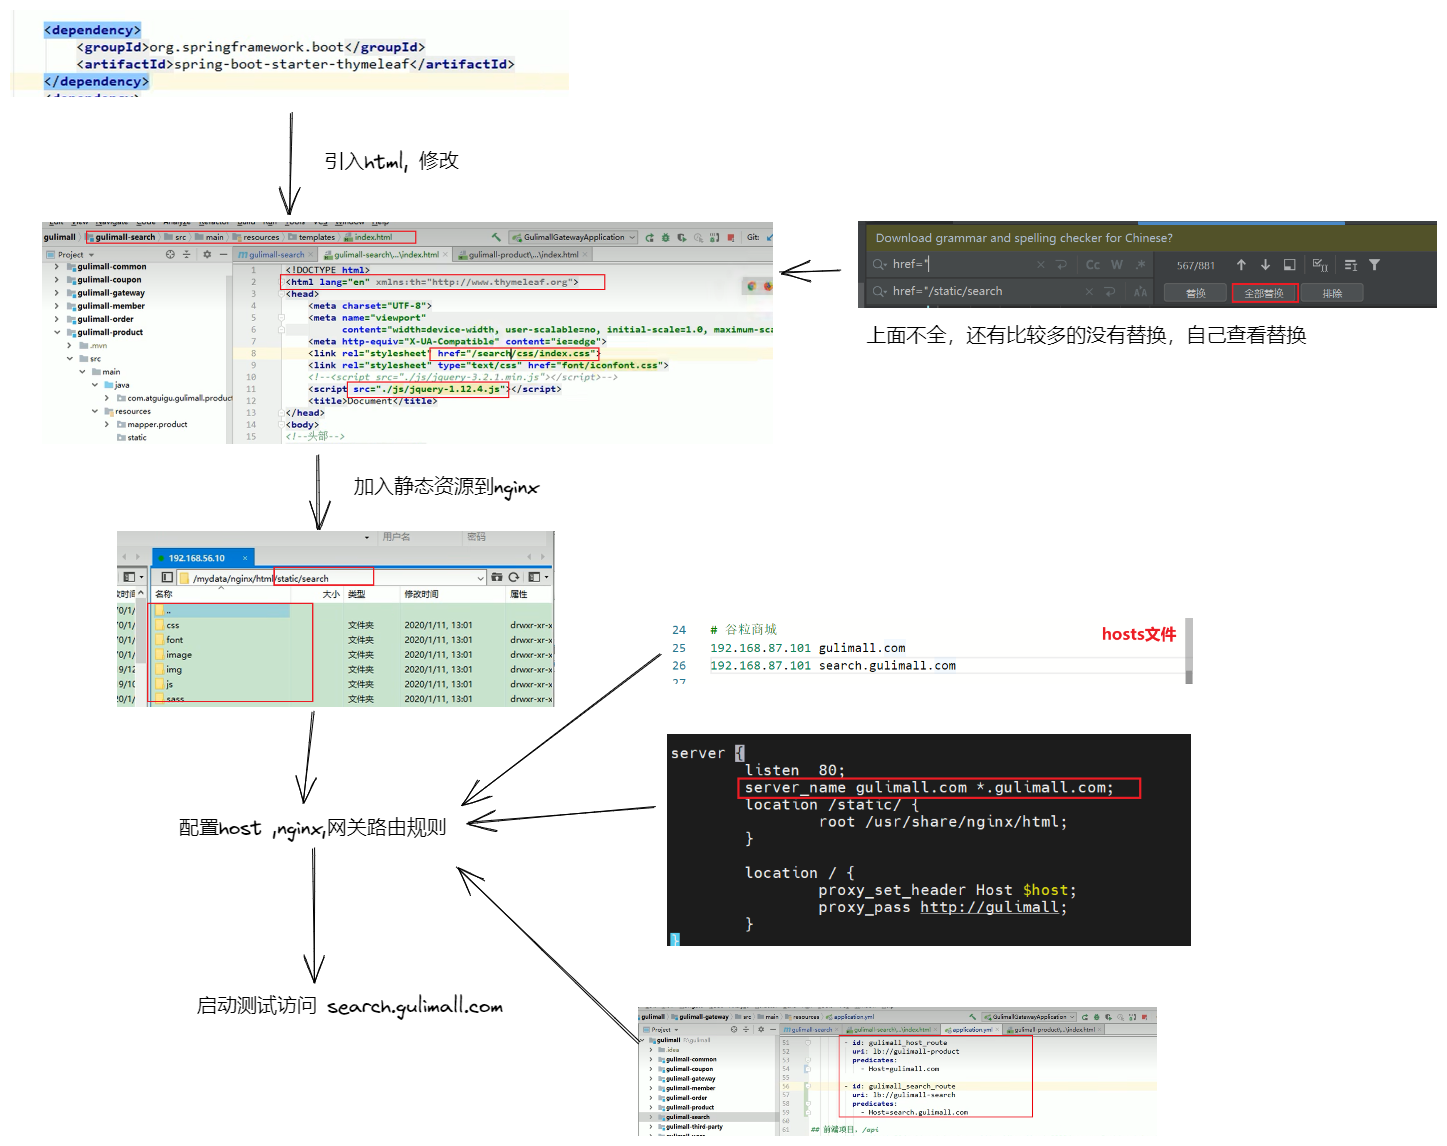 <dependency>
<groupId>org.springframework.boot</groupId>
<artifactId>spring-boot-starter-thymeleaf</artifactId>
</dependency>
<dependency>
引入html, 修改
Edit View Navigate Code Analyze Refactor Build Run Tools VCS Window Help
gulimall gulimall-search src main resources templates index.html GulimallGatewayApplication Git:
Project gulimall-search gulimall-search\...\index.html gulimall-product\...\index.html
gulimall-common
gulimall-coupon
gulimall-gateway
gulimall-member
gulimall-order
gulimall-product
.mvn
src
main
java
com.atguigu.gulimall.product
resources
mapper.product
static
1 <!DOCTYPE html>
2 <html lang="en" xmlns:th="http://www.thymeleaf.org">
3 <head>
4 <meta charset="UTF-8">
5 <meta name="viewport"
6 content="width=device-width, user-scalable=no, initial-scale=1.0, maximum-sca
7 <meta http-equiv="X-UA-Compatible" content="ie=edge">
8 <link rel="stylesheet" href="/search/css/index.css">
9 <link rel="stylesheet" type="text/css" href="font/iconfont.css">
10 <!--<script src="./js/jquery-3.2.1.min.js"></script>-->
11 <script src="./js/jquery-1.12.4.js"></script>
12 <title>Document</title>
13 </head>
14 <body>
15 <!--头部-->
Download grammar and spelling checker for Chinese?
href=" Cc W .* 567/881
href="/static/search 替换 全部替换 排除
上面不全，还有比较多的没有替换，自己查看替换
加入静态资源到nginx
用户名 密码
192.168.56.10
/mydata/nginx/html/static/search
名称 大小 类型 修改时间 属性
..
css 文件夹 2020/1/11, 13:01 drwxr-xr-x
font 文件夹 2020/1/11, 13:01 drwxr-xr-x
image 文件夹 2020/1/11, 13:01 drwxr-xr-x
img 文件夹 2020/1/11, 13:01 drwxr-xr-x
js 文件夹 2020/1/11, 13:01 drwxr-xr-x
sass 文件夹 2020/1/11, 13:01 drwxr-xr-x
24 # 谷粒商城
25 192.168.87.101 gulimall.com
26 192.168.87.101 search.gulimall.com
27
hosts文件
server {
listen 80;
server_name gulimall.com *.gulimall.com;
location /static/ {
root /usr/share/nginx/html;
}
location / {
proxy_set_header Host $host;
proxy_pass http://gulimall;
}
}
配置host ,nginx,网关路由规则
启动测试访问 search.gulimall.com
gulimall gulimall-gateway src main resources application.yml GulimallGatewayApplication
Project gulimall-search gulimall-search\...\index.html application.yml gulimall-product\...\index.html
gulimall
.idea
gulimall-common
gulimall-coupon
gulimall-gateway
gulimall-member
gulimall-order
gulimall-product
gulimall-search
gulimall-third-party
51 - id: gulimall_host_route
52 uri: lb://gulimall-product
53 predicates:
54 - Host=gulimall.com
55
56 - id: gulimall_search_route
57 uri: lb://gulimall-search
58 predicates:
59 - Host=search.gulimall.com
60
61 ## 前端项目，/api